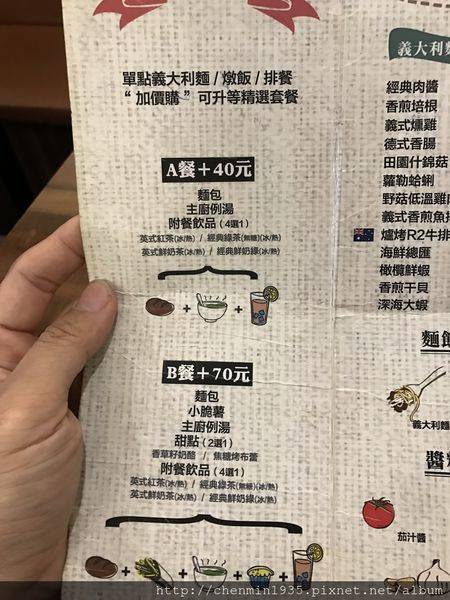 單點義大利麵/燉飯/排餐
“加價購”可升等精選套餐
A餐+40元
麵包
主廚例湯
附餐飲品(4選1)
英式紅茶(冰/熱) / 經典綠茶(無糖)(冰/熱)
英式鮮奶茶(冰/熱) / 經典鮮奶綠(冰/熱)
+ +
B餐+70元
麵包
小脆薯
主廚例湯
甜點(2選1)
香草籽奶酪 / 焦糖烤布蕾
附餐飲品(4選1)
英式紅茶(冰/熱) / 經典綠茶(無糖)(冰/熱)
英式鮮奶茶(冰/熱) / 經典鮮奶綠(冰/熱)
+ + + +
義大利麵
經典肉醬
香煎培根
義式燻雞
德式香腸
田園什錦菇
蘿勒蛤蜊
野菇低溫雞
義式香煎魚排
爐烤R2牛排
海鮮總匯
橄欖鮮蝦
香煎干貝
深海大蝦
麵飯
義大利麵
醬
茄汁醬
http://chenmin1935.pixnet.net/album